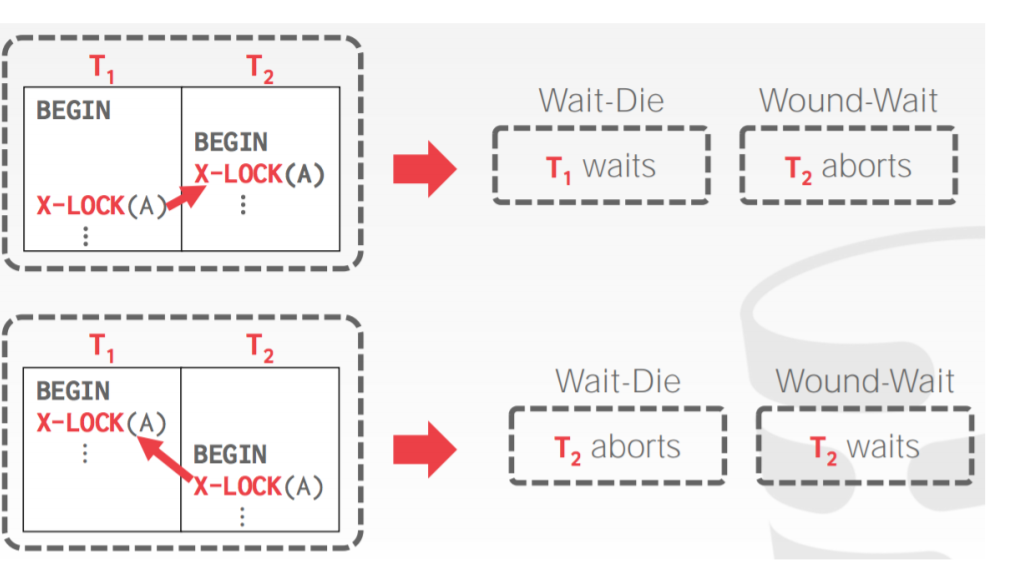 T1 T2
BEGIN
BEGIN
X-LOCK(A)
X-LOCK(A)
⋮
⋮
Wait-Die
T1 waits
Wound-Wait
T2 aborts
T1 T2
BEGIN
X-LOCK(A)
⋮
BEGIN
X-LOCK(A)
⋮
Wait-Die
T2 aborts
Wound-Wait
T2 waits